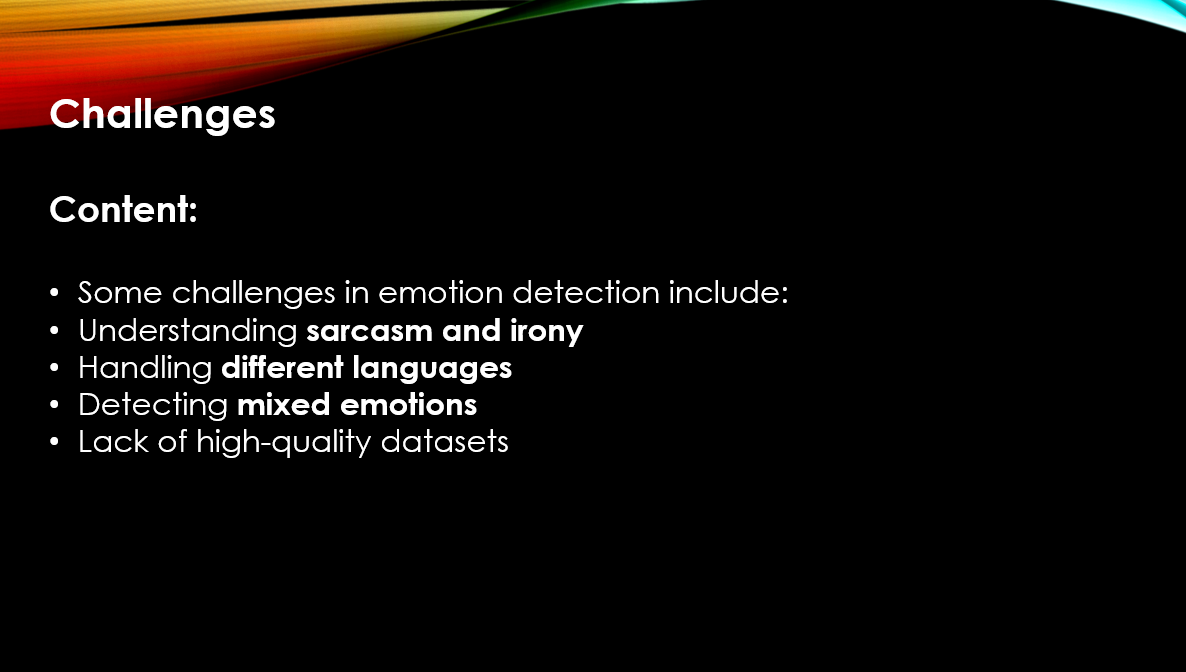 Challenges
Content:
• Some challenges in emotion detection include:
• Understanding sarcasm and irony
• Handling different languages
• Detecting mixed emotions
• Lack of high-quality datasets